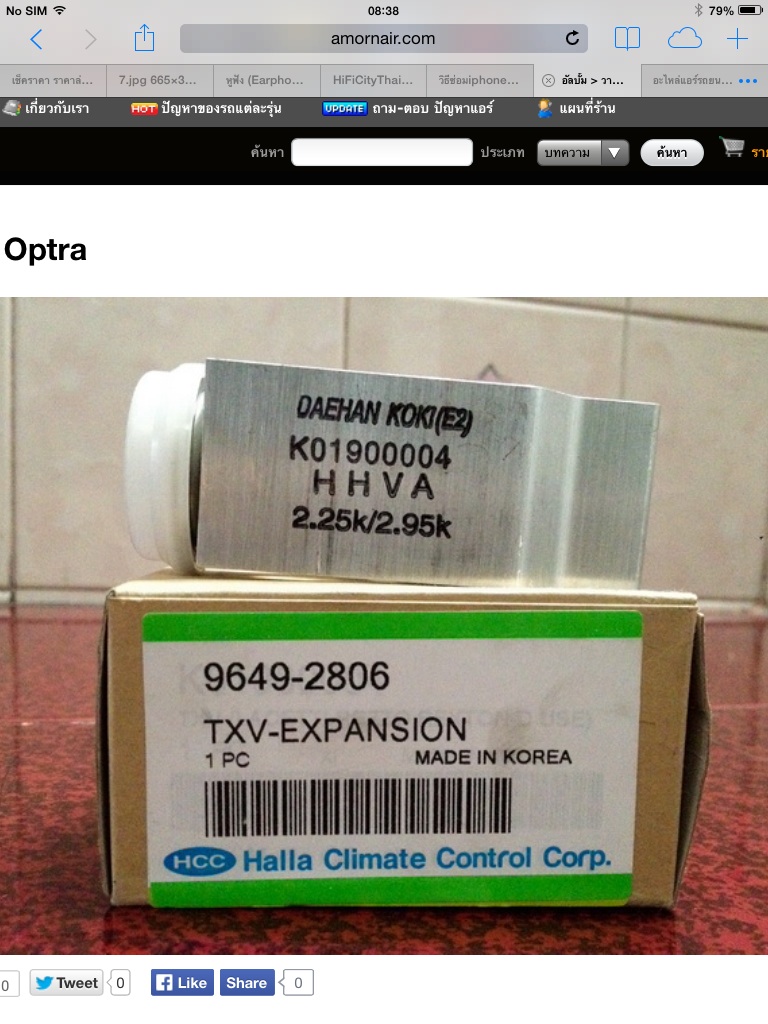 No SIM 08:38 79%
amornair.com
เช็คราคา ราคาล่... 7.jpg 665×3... หูฟัง (Earpho... HiFiCityThai... วิธีซ่อมiphone... อัลบั้ม > วา... อะไหล่แอร์รถยน...
เกี่ยวกับเรา HOT ปัญหาของรถแต่ละรุ่น UPDATE ถาม-ตอบ ปัญหาแอร์ แผนที่ร้าน
ค้นหา ประเภท บทความ ค้นหา
Optra
DAEHAN KOKI(E2)
K01900004
HHVA
2.25k/2.95k
9649-2806
TXV-EXPANSION
1 PC MADE IN KOREA
HCC Halla Climate Control Corp.
0 Tweet 0 Like Share 0